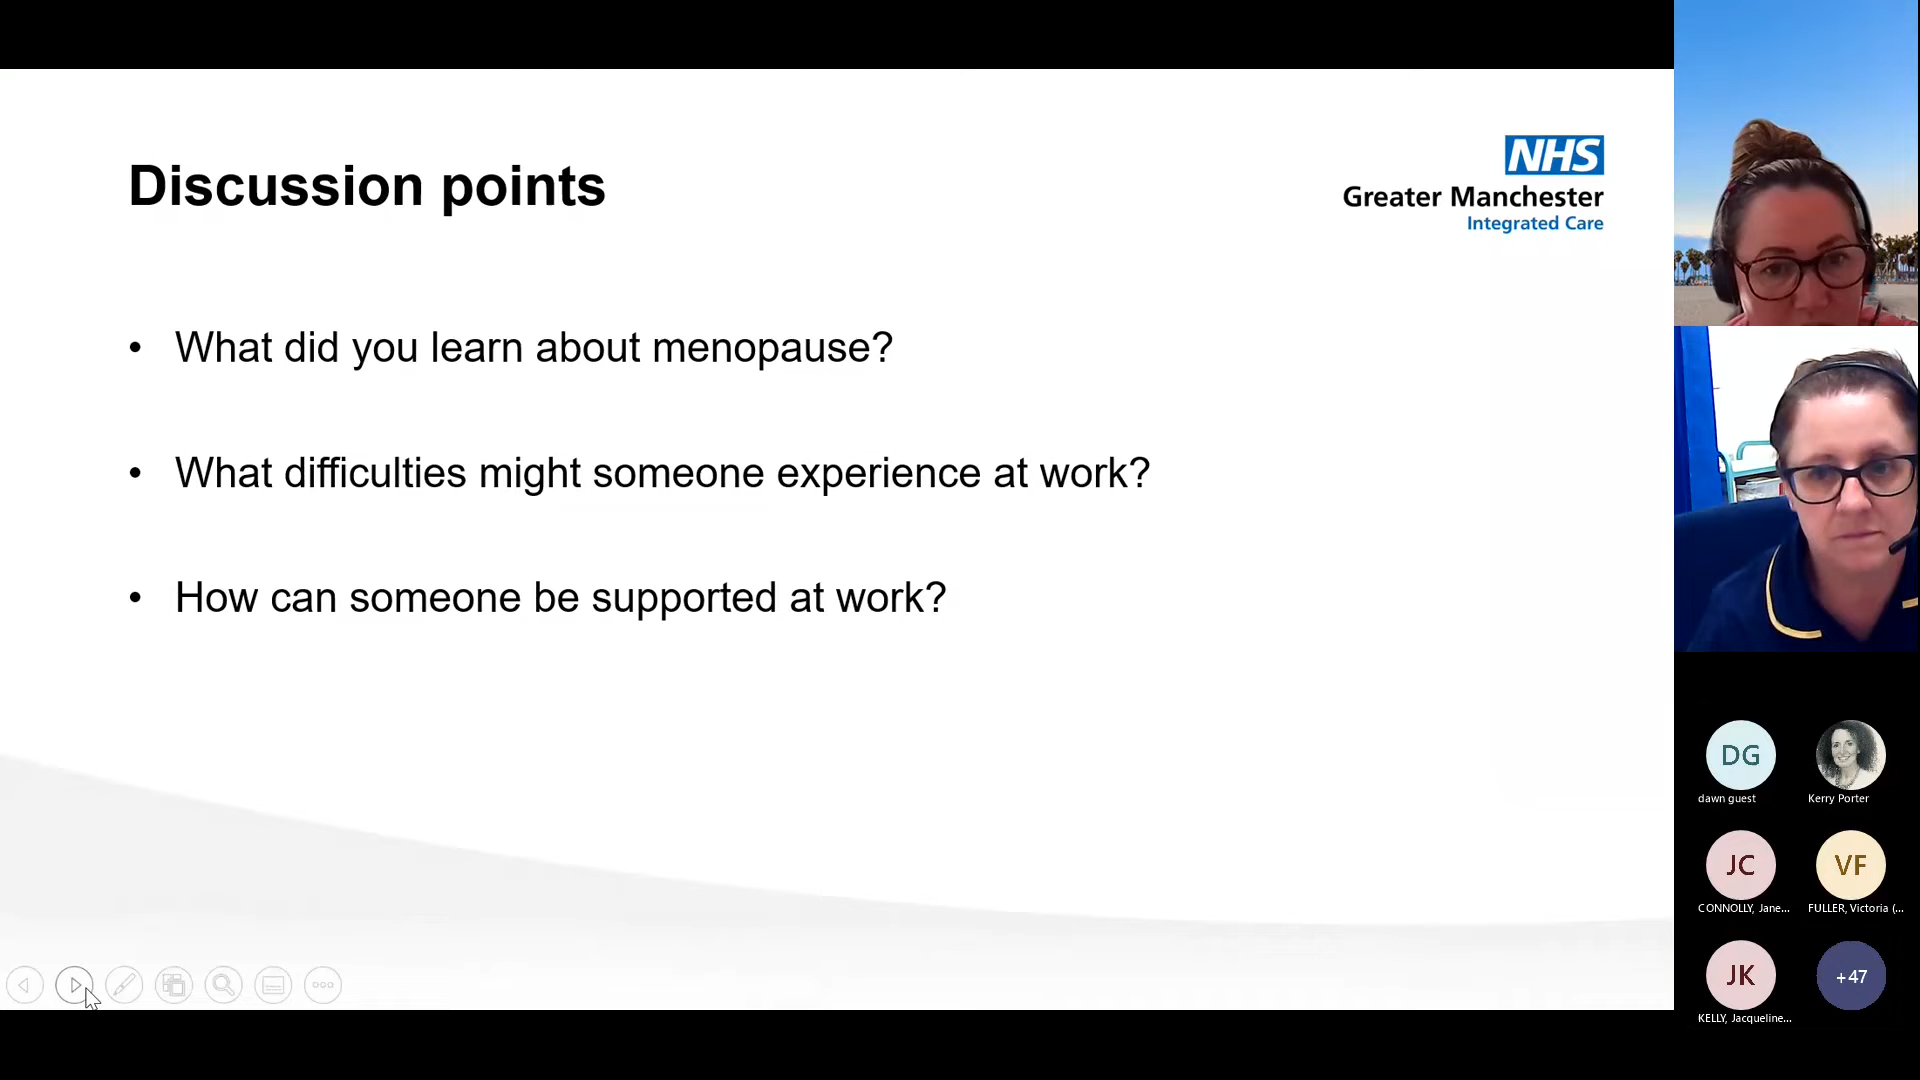 Discussion points
NHS
Greater Manchester
Integrated Care
• What did you learn about menopause?
• What difficulties might someone experience at work?
• How can someone be supported at work?
DG
dawn guest
Kerry Porter
JC
CONNOLLY, Jane...
VF
FULLER, Victoria (...
JK
KELLY, Jacqueline...
+47